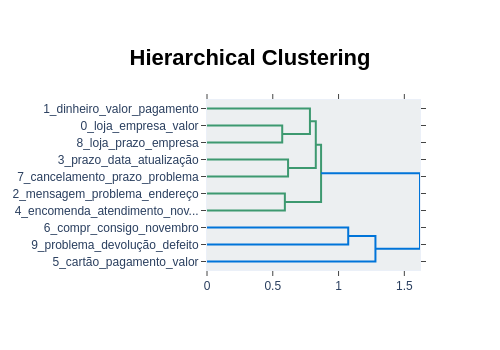 Hierarchical Clustering
1_dinheiro_valor_pagamento
0_loja_empresa_valor
8_loja_prazo_empresa
3_prazo_data_atualização
7_cancelamento_prazo_problema
2_mensagem_problema_endereço
4_encomenda_atendimento_nov...
6_compr_consigo_novembro
9_problema_devolução_defeito
5_cartão_pagamento_valor
0 0.5 1 1.5